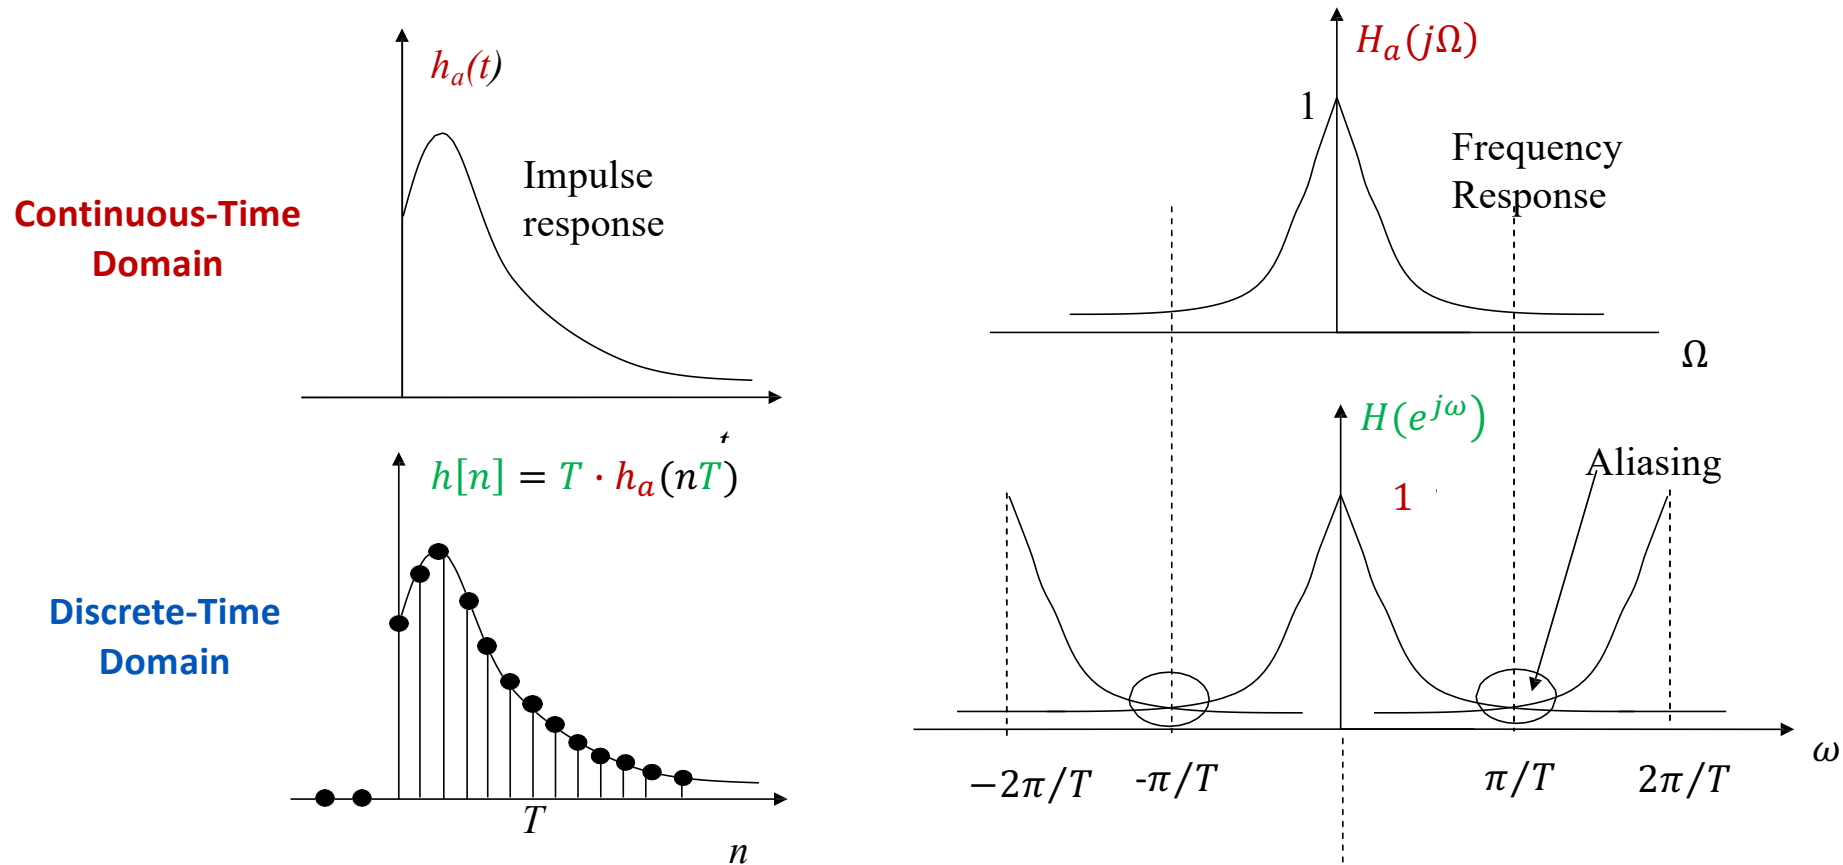 Continuous-Time
Domain
h_a(t)
Impulse
response
t
H_a(jΩ)
1
Frequency
Response
Ω
Discrete-Time
Domain
h[n] = T · h_a(nT)
T
n
H(e^{jω})
Aliasing
1
−2π/T
-π/T
π/T
2π/T
ω